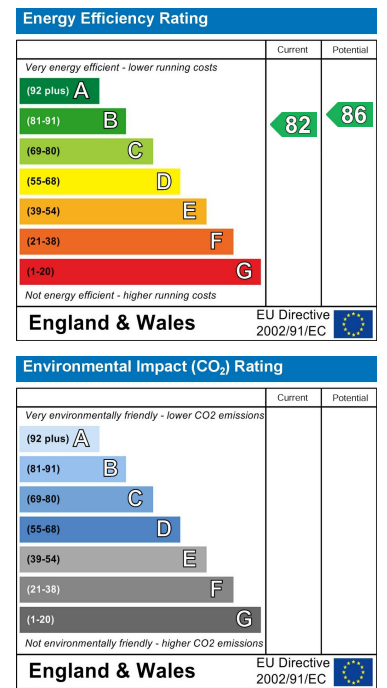 Energy Efficiency Rating
Current Potential
Very energy efficient - lower running costs
(92 plus) A
(81-91) B
(69-80) C
(55-68) D
(39-54) E
(21-38) F
(1-20) G
82 86
Not energy efficient - higher running costs
England & Wales
EU Directive
2002/91/EC
Environmental Impact (CO₂) Rating
Current Potential
Very environmentally friendly - lower CO2 emissions
(92 plus) A
(81-91) B
(69-80) C
(55-68) D
(39-54) E
(21-38) F
(1-20) G
Not environmentally friendly - higher CO2 emissions
England & Wales
EU Directive
2002/91/EC